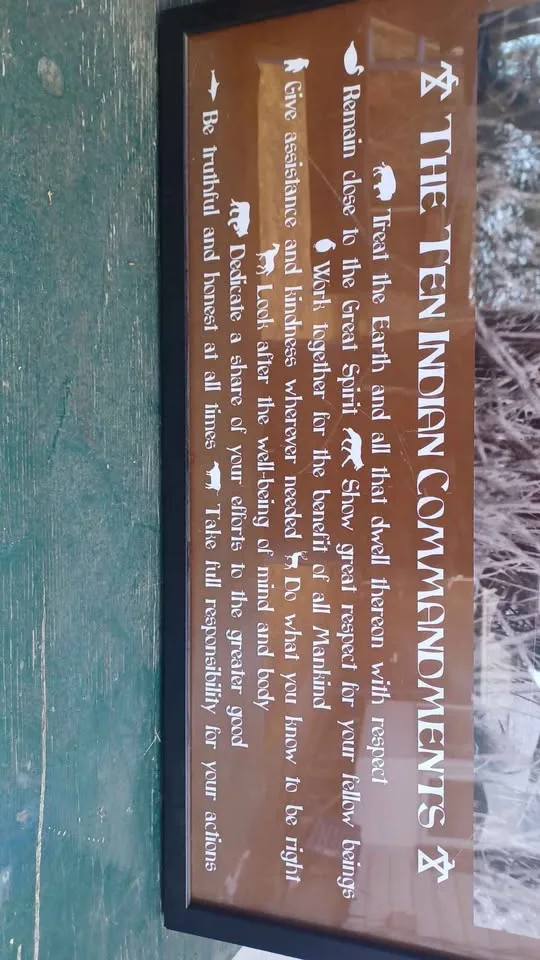 THE TEN INDIAN COMMANDMENTS
Treat the Earth and all that dwell thereon with respect
Remain close to the Great Spirit Show great respect for your fellow beings
Work together for the benefit of all Mankind
Give assistance and kindness wherever needed Do what you know to be right
Look after the well-being of mind and body
Dedicate a share of your efforts to the greater good
Be truthful and honest at all times Take full responsibility for your actions